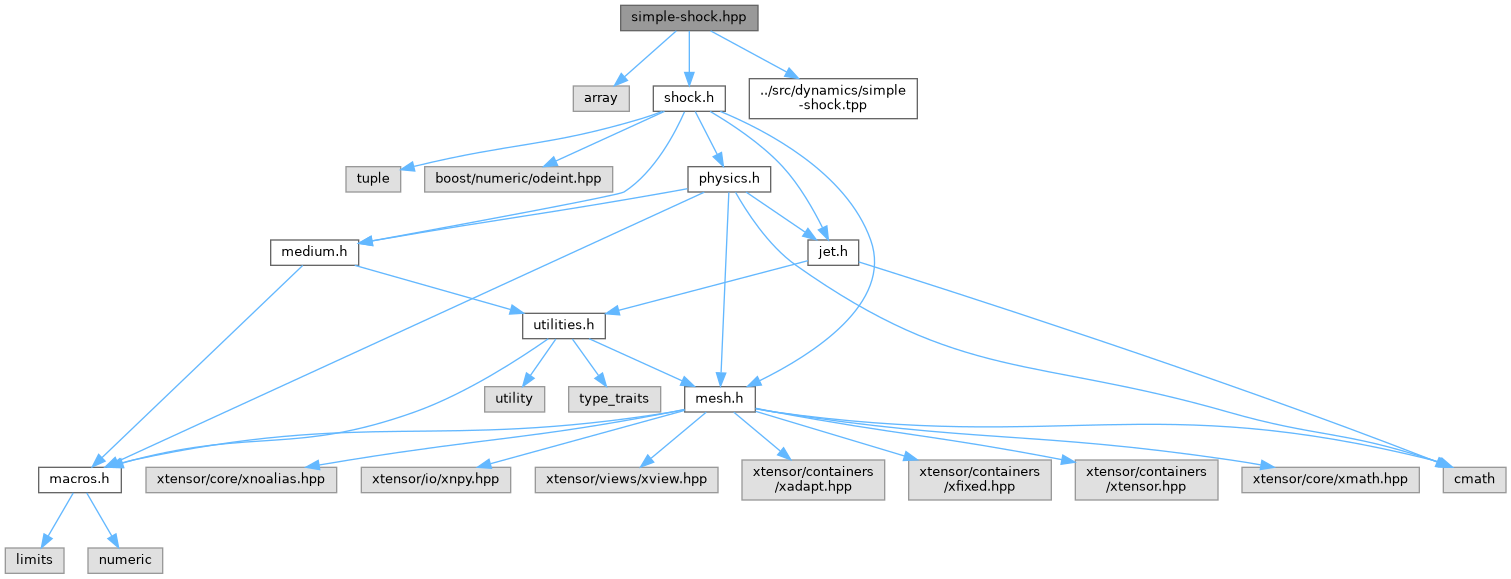 simple-shock.hpp
array
shock.h
../src/dynamics/simple
-shock.tpp
tuple
boost/numeric/odeint.hpp
physics.h
medium.h
jet.h
utilities.h
utility
type_traits
mesh.h
macros.h
xtensor/core/xnoalias.hpp
xtensor/io/xnpy.hpp
xtensor/views/xview.hpp
xtensor/containers
/xadapt.hpp
xtensor/containers
/xfixed.hpp
xtensor/containers
/xtensor.hpp
xtensor/core/xmath.hpp
cmath
limits
numeric